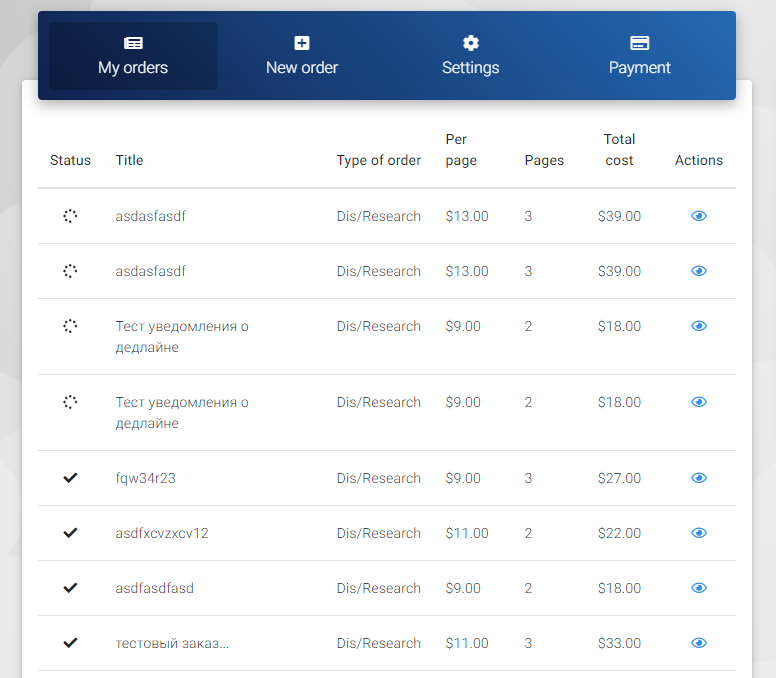 My orders New order Settings Payment
Status Title Type of order Per page Pages Total cost Actions
asdasfasdf Dis/Research $13.00 3 $39.00
asdasfasdf Dis/Research $13.00 3 $39.00
Тест уведомления о Dis/Research $9.00 2 $18.00
дедлайне
Тест уведомления о Dis/Research $9.00 2 $18.00
дедлайне
fqw34r23 Dis/Research $9.00 3 $27.00
asdfxcvzxcv12 Dis/Research $11.00 2 $22.00
asdfasdfasd Dis/Research $9.00 2 $18.00
тестовый заказ... Dis/Research $11.00 3 $33.00